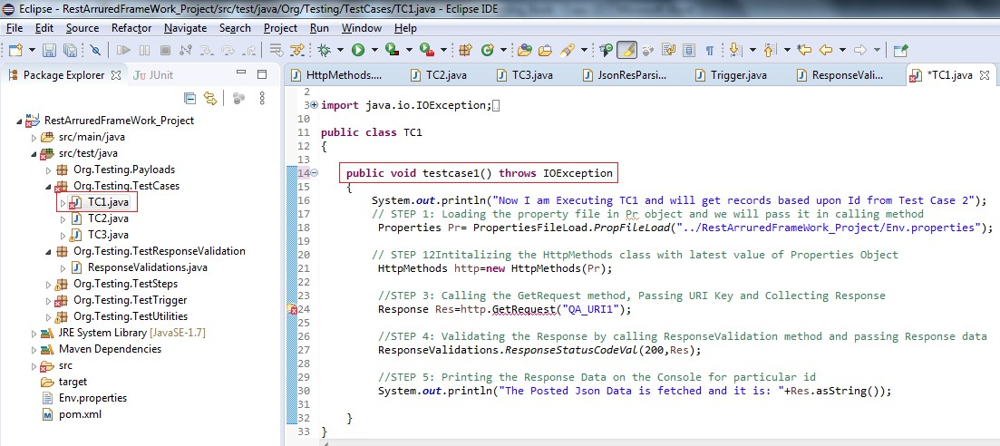 Eclipse - RestArruredFrameWork_Project/src/test/java/Org/Testing/TestCases/TC1.java - Eclipse IDE
File Edit Source Refactor Navigate Search Project Run Window Help
Package Explorer JUnit
RestArruredFrameWork_Project
src/main/java
src/test/java
Org.Testing.Payloads
Org.Testing.TestCases
TC1.java
TC2.java
TC3.java
Org.Testing.TestResponseValidation
ResponseValidations.java
Org.Testing.TestSteps
Org.Testing.TestTrigger
Org.Testing.TestUtilities
JRE System Library [JavaSE-1.7]
Maven Dependencies
src
target
Env.properties
pom.xml
HttpMethods.... TC2.java TC3.java JsonResParsi... Trigger.java ResponseVali... *TC1.java
2
3 import java.io.IOException;
10
11 public class TC1
12 {
13
14 public void testcase1() throws IOException
15 {
16 System.out.println("Now I am Executing TC1 and will get records based upon Id from Test Case 2");
17 // STEP 1: Loading the property file in Pr object and we will pass it in calling method
18 Properties Pr= PropertiesFileLoad.PropFileLoad("../RestArruredFrameWork_Project/Env.properties");
19
20 // STEP 12Intitalizing the HttpMethods class with latest value of Properties Object
21 HttpMethods http=new HttpMethods(Pr);
22
23 //STEP 3: Calling the GetRequest method, Passing URI Key and Collecting Response
24 Response Res=http.GetRequest("QA_URI1");
25
26 //STEP 4: Validating the Response by calling ResponseValidation method and passing Response data
27 ResponseValidations.ResponseStatusCodeVal(200,Res);
28
29 //STEP 5: Printing the Response Data on the Console for particular id
30 System.out.println("The Posted Json Data is fetched and it is: "+Res.asString());
31
32 }
33 }